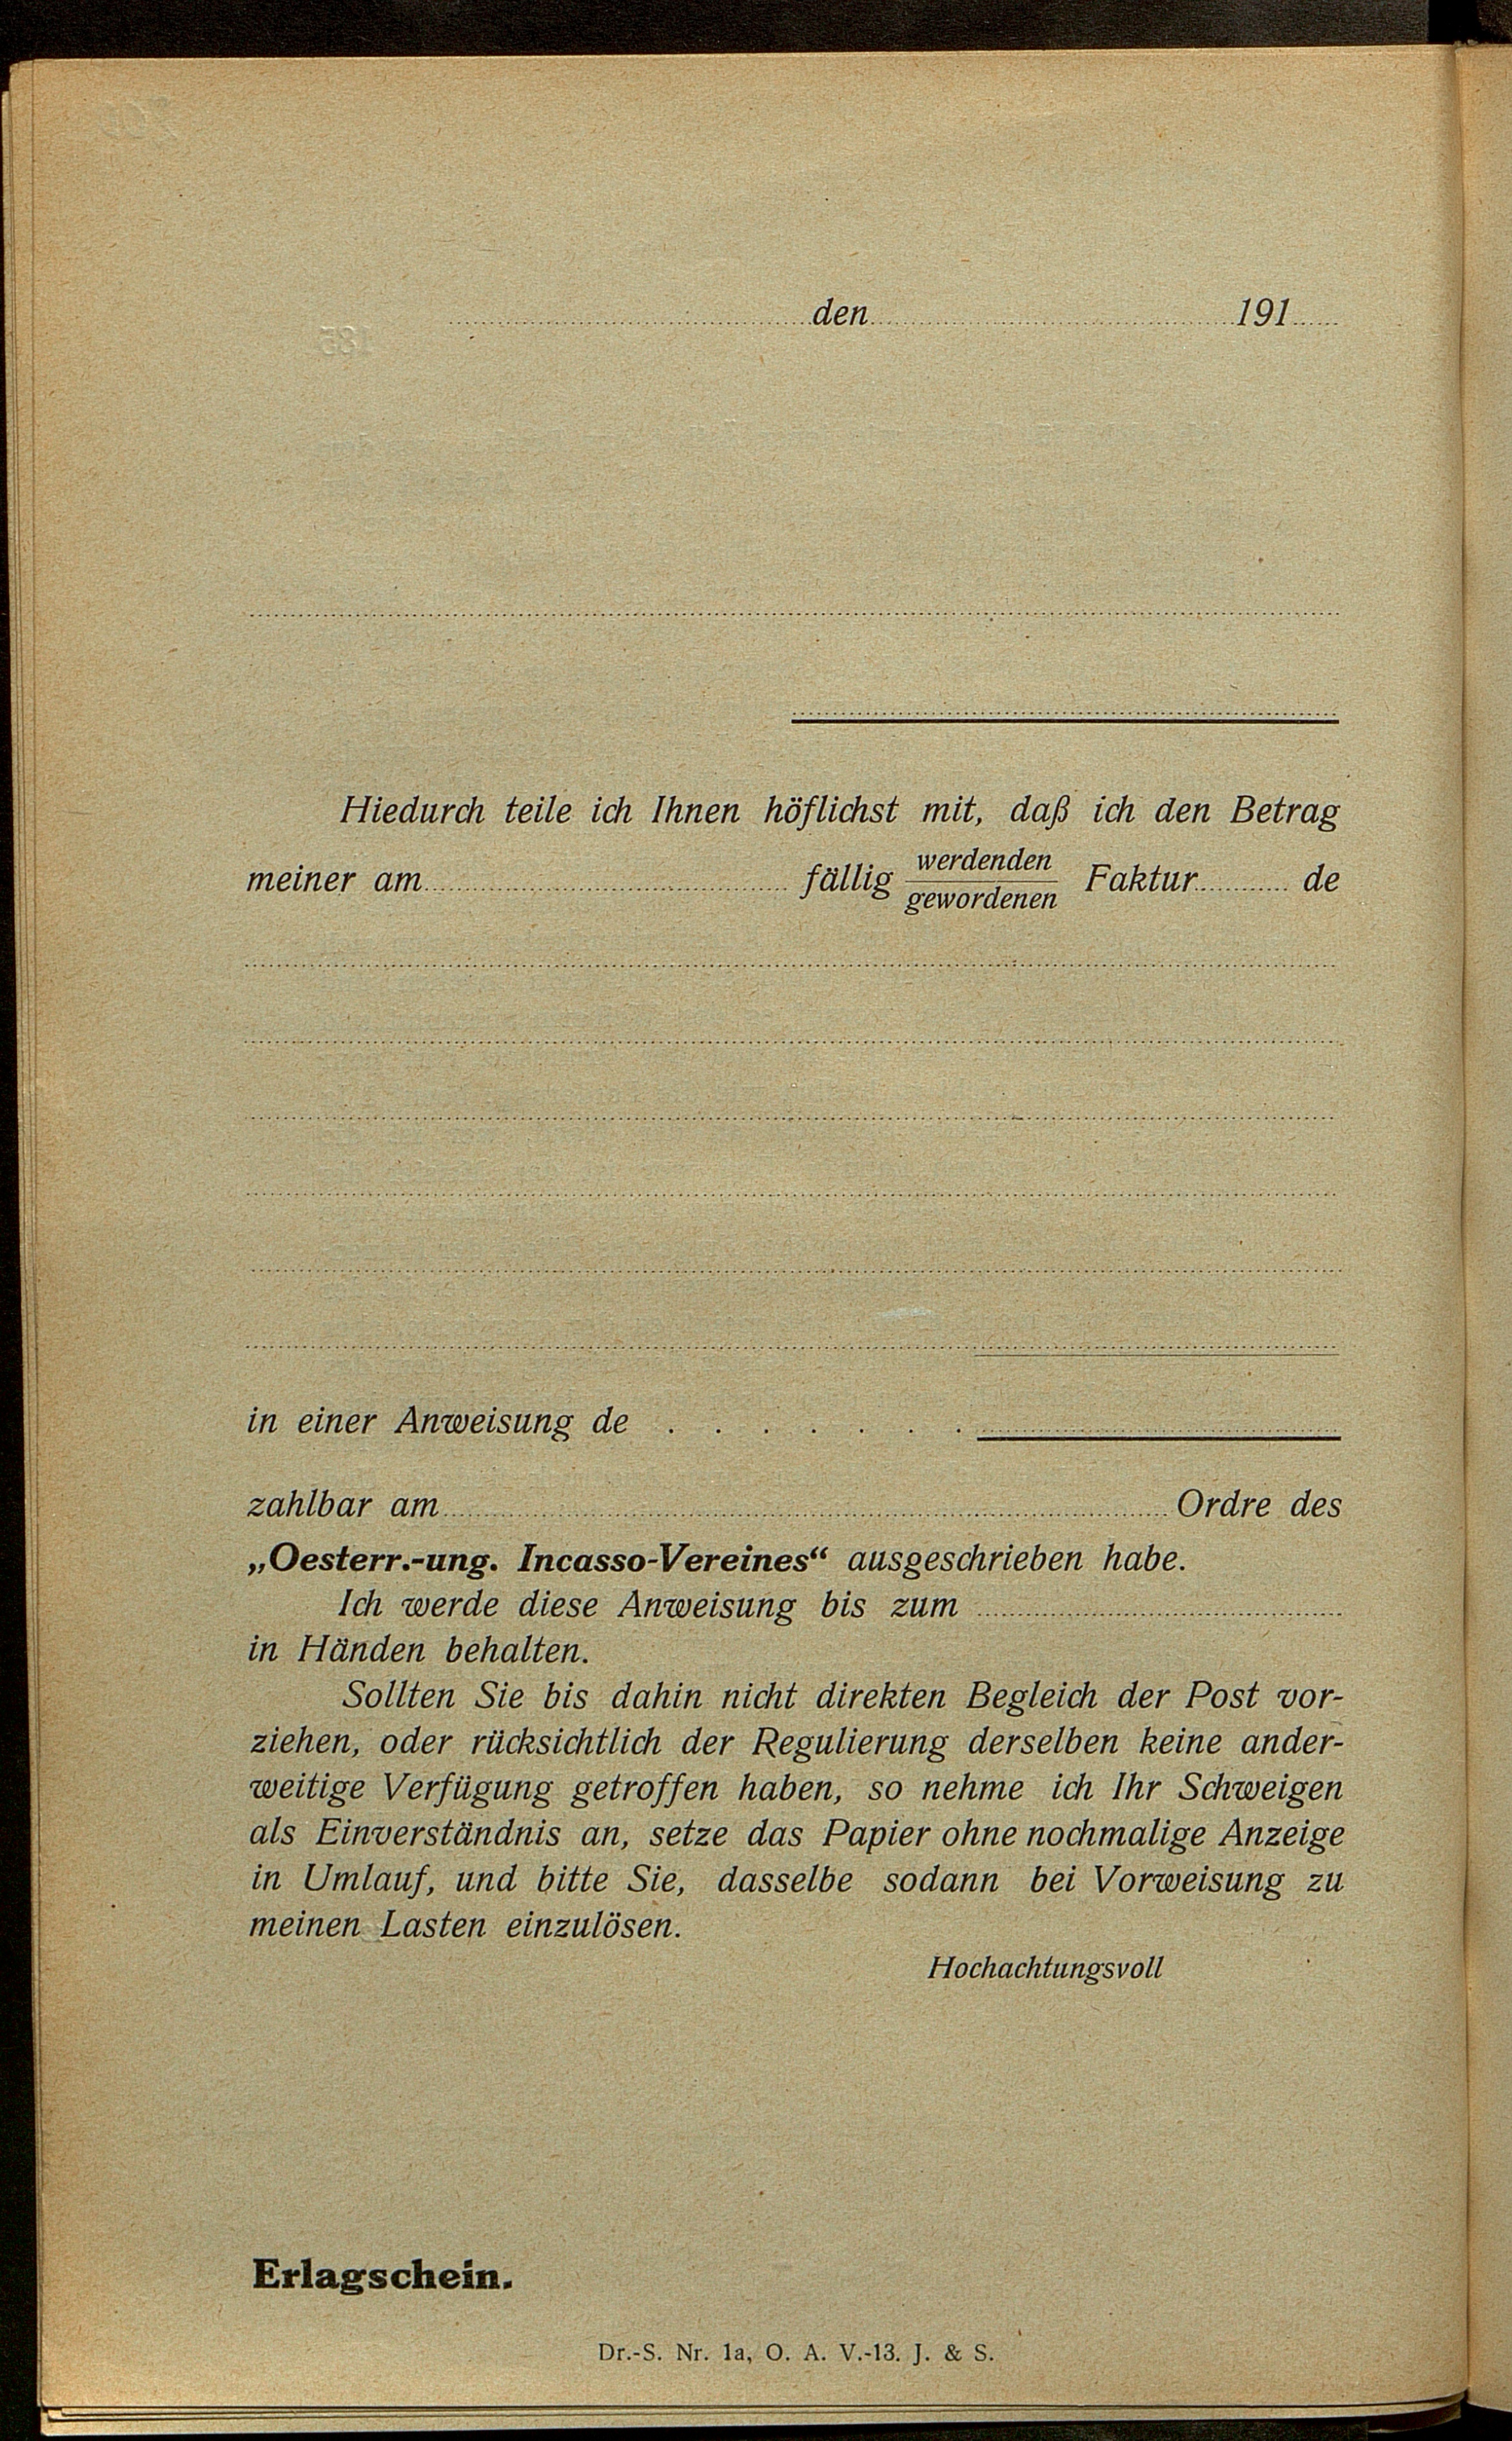 den 191
Hiedurch teile ich Ihnen höflichst mit, daß ich den Betrag
meiner am fällig werdenden gewordenen Faktur de
in einer Anweisung de . . . . . . .
zahlbar am Ordre des
„Oesterr.-ung. Incasso-Vereines“ ausgeschrieben habe.
Ich werde diese Anweisung bis zum
in Händen behalten.
Sollten Sie bis dahin nicht direkten Begleich der Post vor-
ziehen, oder rücksichtlich der Regulierung derselben keine ander-
weitige Verfügung getroffen haben, so nehme ich Ihr Schweigen
als Einverständnis an, setze das Papier ohne nochmalige Anzeige
in Umlauf, und bitte Sie, dasselbe sodann bei Vorweisung zu
meinen Lasten einzulösen.
Hochachtungsvoll
Erlagschein.
Dr.-S. Nr. 1a, O. A. V.-13. J. & S.